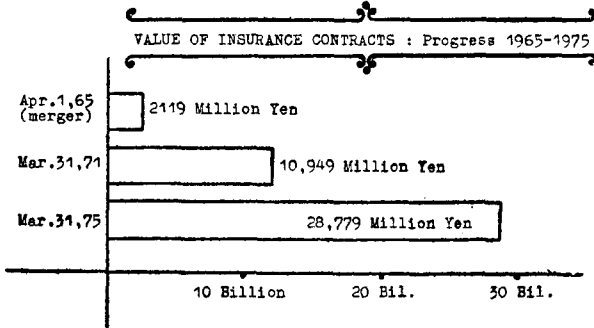 VALUE OF INSURANCE CONTRACTS : Progress 1965-1975
Apr.1,65
(merger)
2119 Million Yen
Mar.31,71
10,949 Million Yen
Mar.31,75
28,779 Million Yen
10 Billion 20 Bil. 30 Bil.